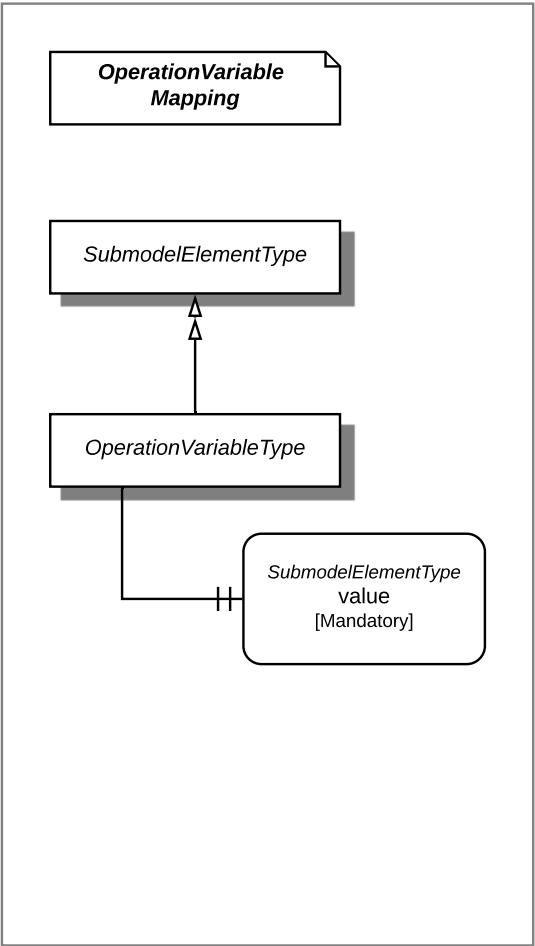 OperationVariable
Mapping
SubmodelElementType
OperationVariableType
SubmodelElementType
value
[Mandatory]